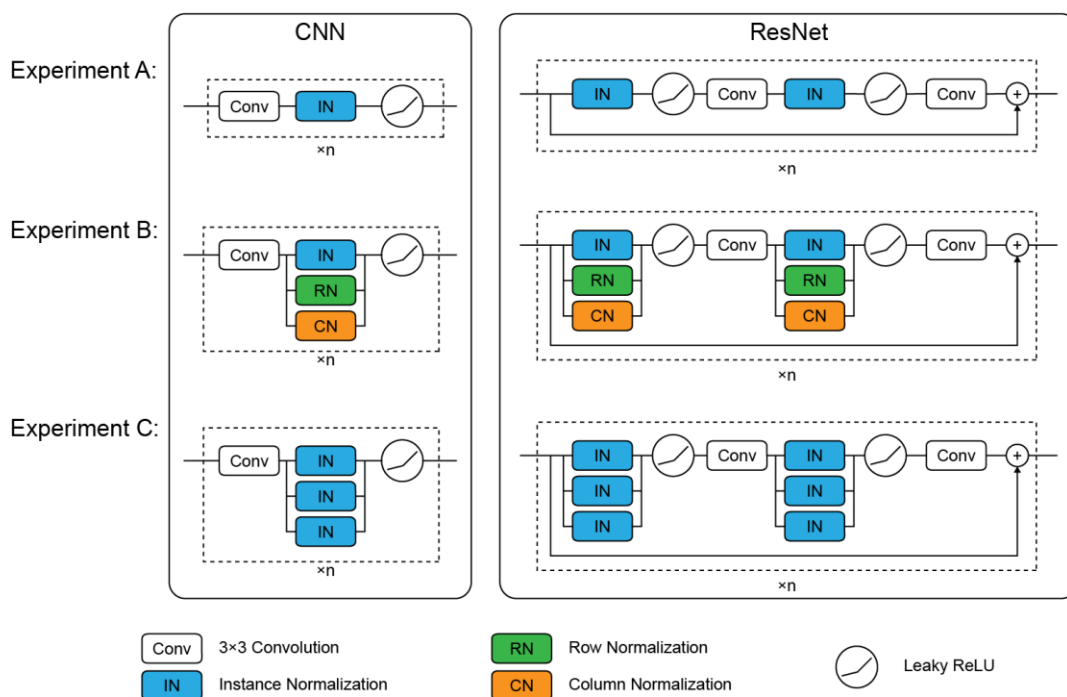 CNN ResNet
Experiment A:
Conv IN IN Conv IN Conv +
×n ×n
Experiment B:
Conv IN IN Conv IN Conv +
RN RN RN
CN CN CN
×n ×n
Experiment C:
Conv IN IN Conv IN Conv +
IN IN IN
IN IN IN
×n ×n
Conv 3×3 Convolution RN Row Normalization
Leaky ReLU
IN Instance Normalization CN Column Normalization